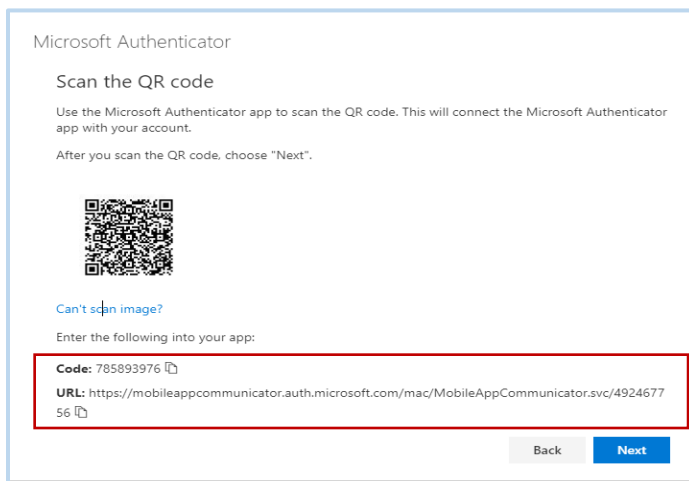 Microsoft Authenticator
Scan the QR code
Use the Microsoft Authenticator app to scan the QR code. This will connect the Microsoft Authenticator
app with your account.
After you scan the QR code, choose "Next".
Can't scan image?
Enter the following into your app:
Code: 785893976
URL: https://mobileappcommunicator.auth.microsoft.com/mac/MobileAppCommunicator.svc/4924677
56
Back Next